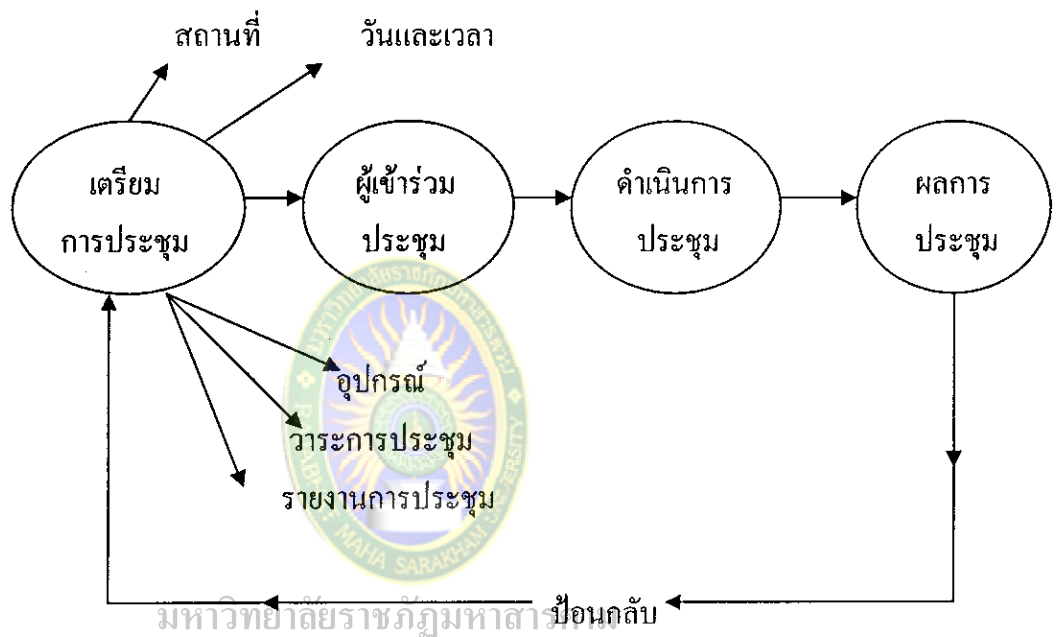 สถานที่ วันและเวลา
เตรียม
การประชุม
ผู้เข้าร่วม
ประชุม
ดำเนินการ
ประชุม
ผลการ
ประชุม
อุปกรณ์
วาระการประชุม
รายงานการประชุม
MAHA SARAKHAM
ป้อนกลับ
มหาวิทยาลัยราชภัฏมหาสารคาม